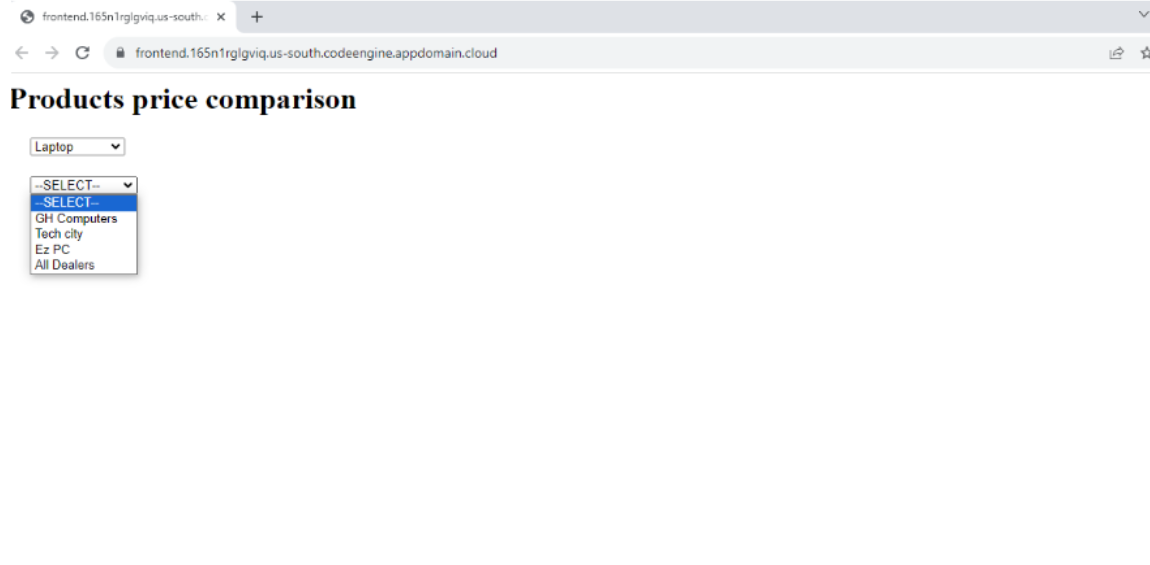 frontend.165n1rglgviq.us-south.c
frontend.165n1rglgviq.us-south.codeengine.appdomain.cloud
Products price comparison
Laptop
--SELECT--
--SELECT--
GH Computers
Tech city
Ez PC
All Dealers